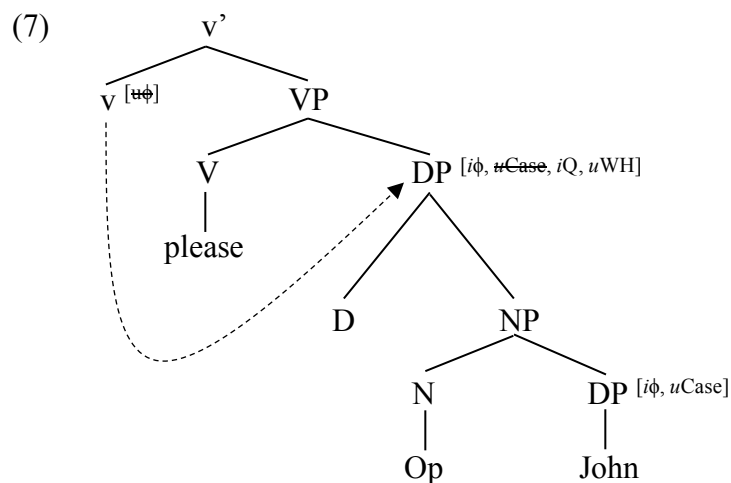 (7)
v’
v [uϕ] VP
V DP [iϕ, uCase, iQ, uWH]
please
D NP
N DP [iϕ, uCase]
Op John